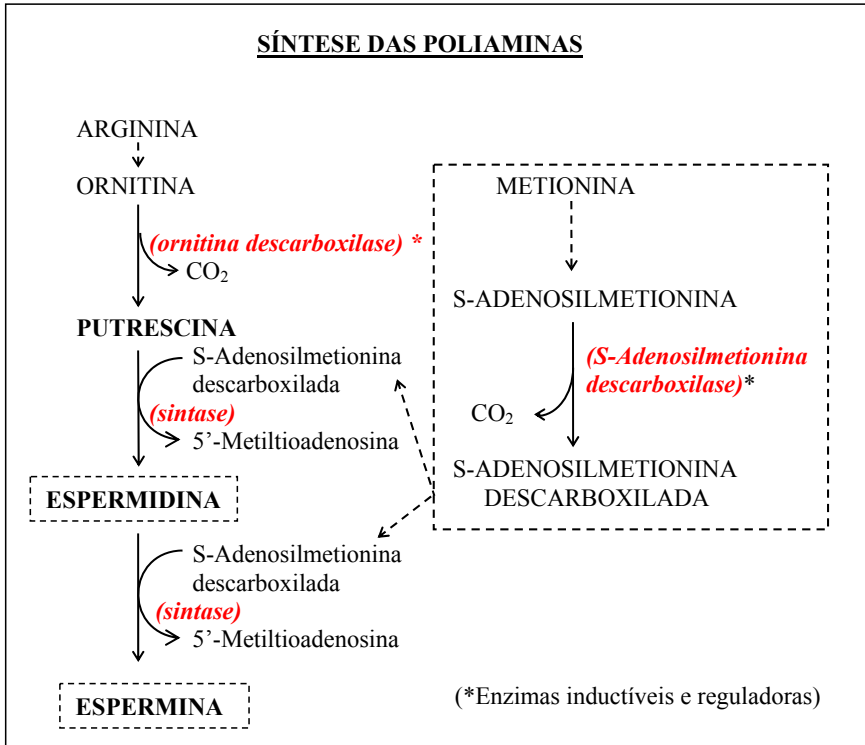 SÍNTESE DAS POLIAMINAS
ARGININA
ORNITINA
(ornitina descarboxilase) *
CO₂
PUTRESCINA
S-Adenosilmetionina
descarboxilada
(sintase)
5’-Metiltioadenosina
ESPERMIDINA
S-Adenosilmetionina
descarboxilada
(sintase)
5’-Metiltioadenosina
ESPERMINA
METIONINA
S-ADENOSILMETIONINA
(S-Adenosilmetionina
descarboxilase)*
CO₂
S-ADENOSILMETIONINA
DESCARBOXILADA
(*Enzimas inductíveis e reguladoras)